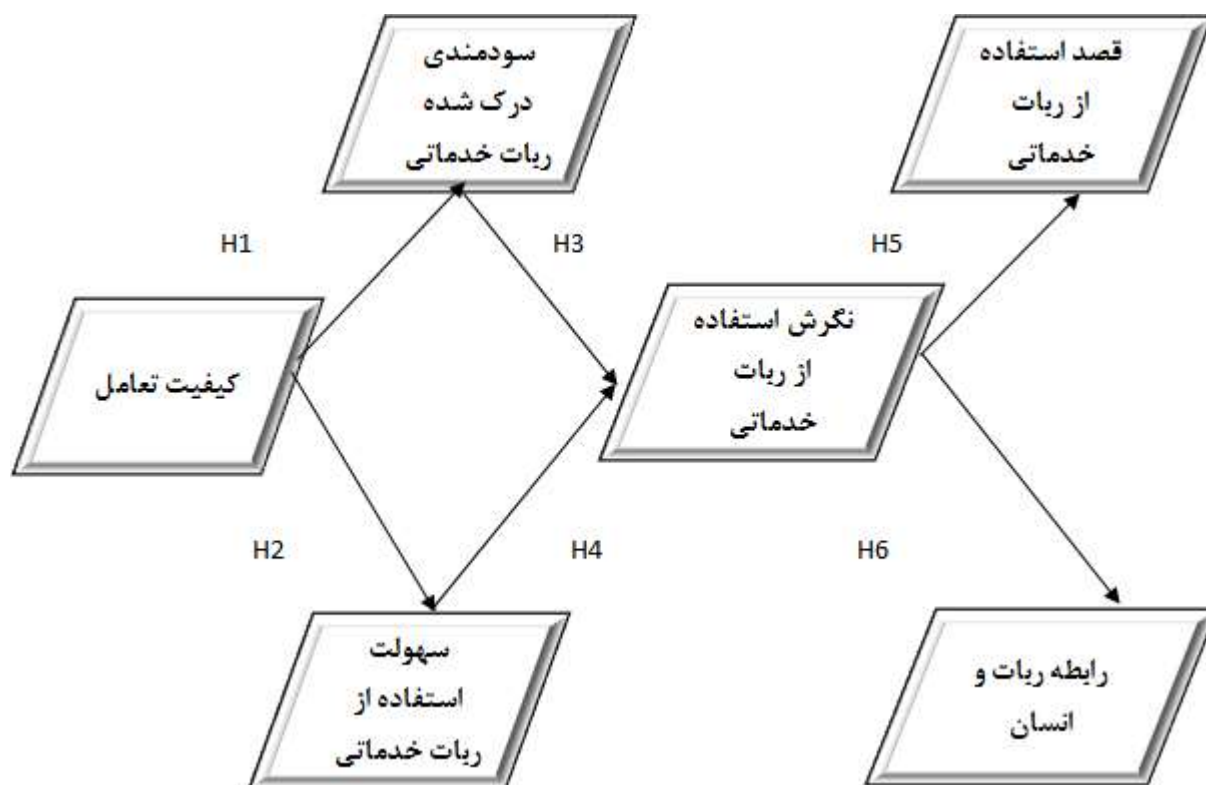 سودمندی
درک شده
ربات خدماتی
قصد استفاده
از ربات
خدماتی
H1
H3
H5
کیفیت تعامل
نگرش استفاده
از ربات
خدماتی
H2
H4
H6
سهولت
استفاده از
ربات خدماتی
رابطه ربات و
انسان